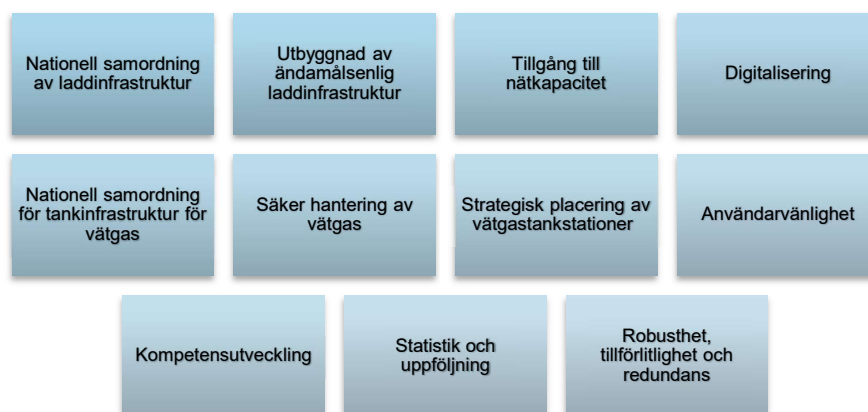 Nationell samordning
av laddinfrastruktur
Utbyggnad av
ändamålsenlig
laddinfrastruktur
Tillgång till
nätkapacitet
Digitalisering
Nationell samordning
för tankinfrastruktur för
vätgas
Säker hantering av
vätgas
Strategisk placering av
vätgastankstationer
Användarvänlighet
Kompetensutveckling
Statistik och
uppföljning
Robusthet,
tillförlitlighet och
redundans